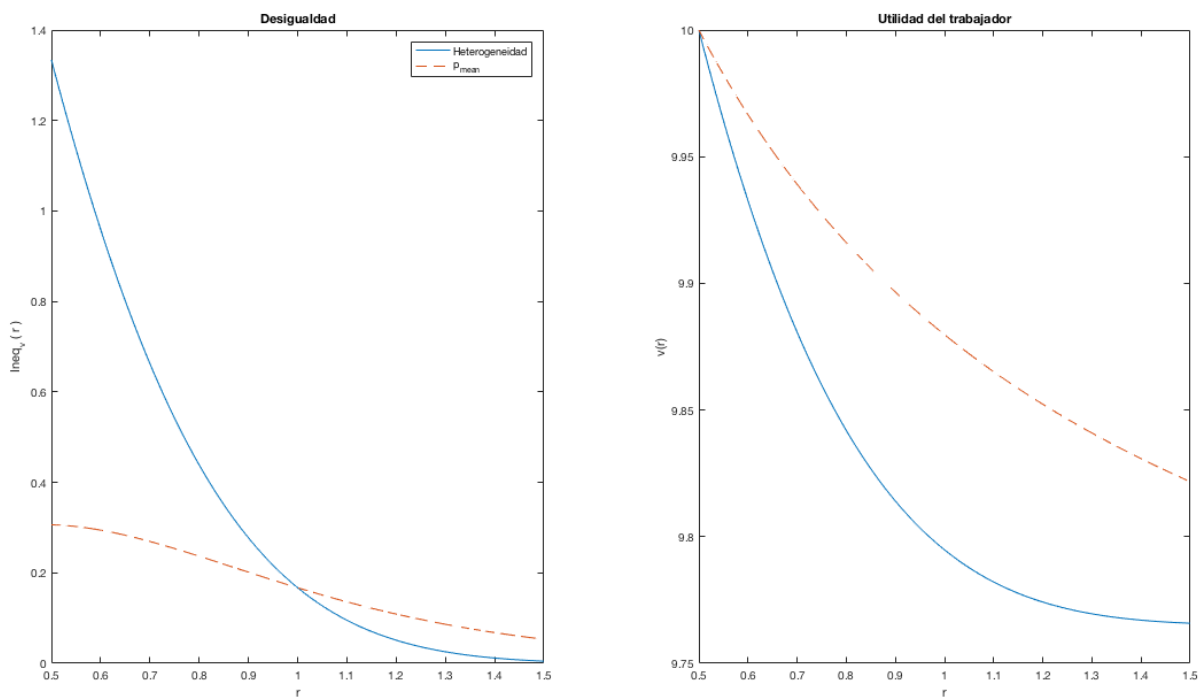 Desigualdad
1.4
1.2
1
0.8
0.6
0.4
0.2
0
Ineq_v ( r )
0.5 0.6 0.7 0.8 0.9 1 1.1 1.2 1.3 1.4 1.5
r
Heterogeneidad
p_mean
Utilidad del trabajador
10
9.95
9.9
9.85
9.8
9.75
v(r)
0.5 0.6 0.7 0.8 0.9 1 1.1 1.2 1.3 1.4 1.5
r